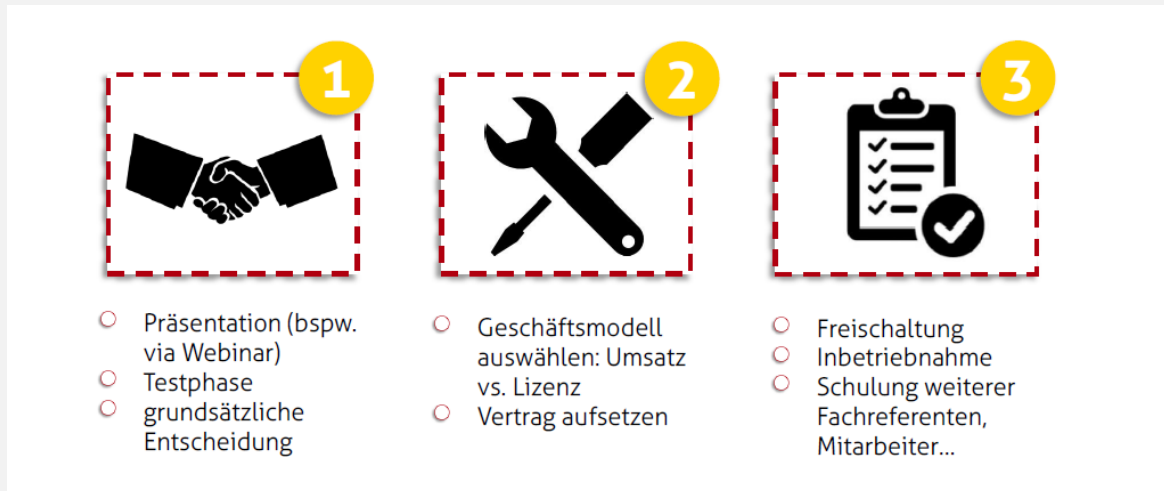 1
Präsentation (bspw.
via Webinar)
Testphase
grundsätzliche
Entscheidung
2
Geschäftsmodell
auswählen: Umsatz
vs. Lizenz
Vertrag aufsetzen
3
Freischaltung
Inbetriebnahme
Schulung weiterer
Fachreferenten,
Mitarbeiter...